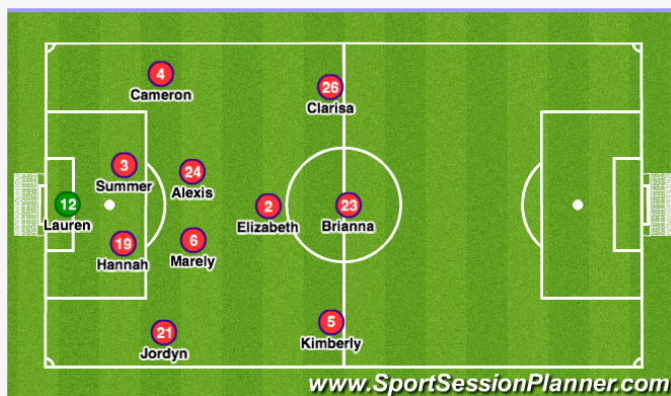 4
Cameron
26
Clarisa
3
Summer
24
Alexis
12
Lauren
2
Elizabeth
23
Brianna
19
Hannah
6
Marely
21
Jordyn
5
Kimberly
www.SportSessionPlanner.com